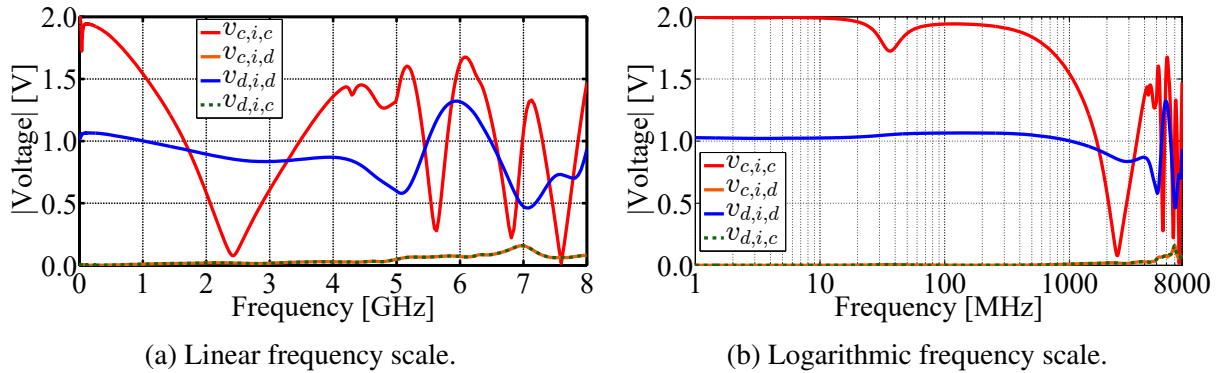 2.0
1.5
1.0
0.5
0.0
|Voltage| [V]
v_{c,i,c}
v_{c,i,d}
v_{d,i,d}
v_{d,i,c}
0 1 2 3 4 5 6 7 8
Frequency [GHz]
(a) Linear frequency scale.
2.0
1.5
1.0
0.5
0.0
|Voltage| [V]
v_{c,i,c}
v_{c,i,d}
v_{d,i,d}
v_{d,i,c}
1 10 100 1000 8000
Frequency [MHz]
(b) Logarithmic frequency scale.